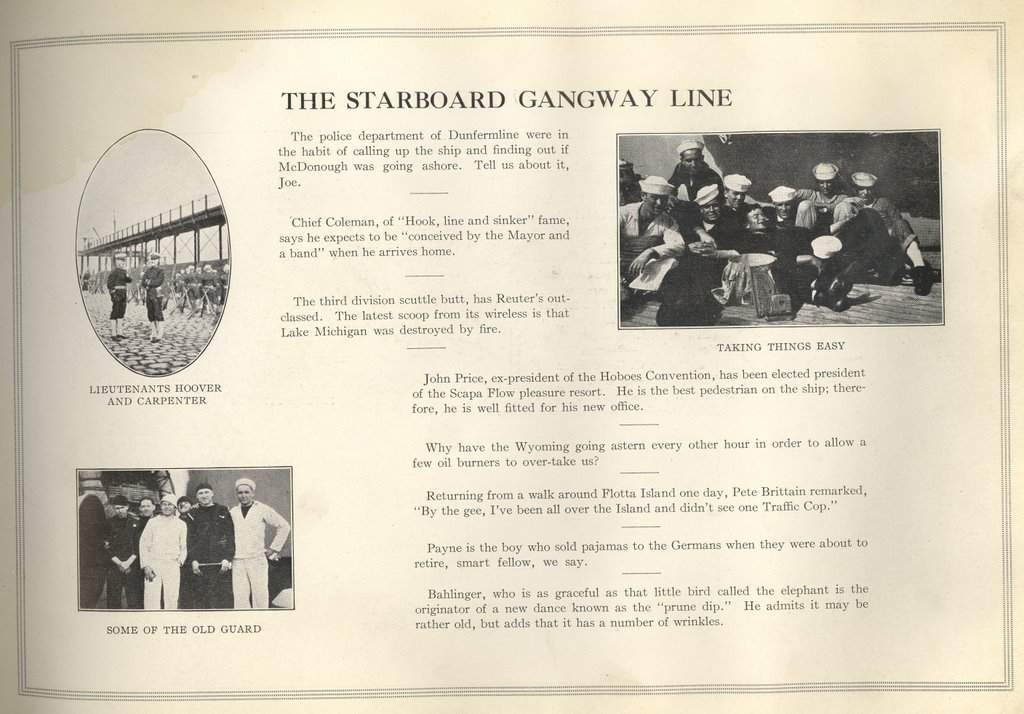 THE STARBOARD GANGWAY LINE
The police department of Dunfermline were in
the habit of calling up the ship and finding out if
McDonough was going ashore. Tell us about it,
Joe.
Chief Coleman, of "Hook, line and sinker" fame,
says he expects to be "conceived by the Mayor and
a band" when he arrives home.
The third division scuttle butt, has Reuter's out-
classed. The latest scoop from its wireless is that
Lake Michigan was destroyed by fire.
LIEUTENANTS HOOVER
AND CARPENTER
TAKING THINGS EASY
John Price, ex-president of the Hoboes Convention, has been elected president
of the Scapa Flow pleasure resort. He is the best pedestrian on the ship; there-
fore, he is well fitted for his new office.
Why have the Wyoming going astern every other hour in order to allow a
few oil burners to over-take us?
Returning from a walk around Flotta Island one day, Pete Brittain remarked,
"By the gee, I've been all over the Island and didn't see one Traffic Cop."
Payne is the boy who sold pajamas to the Germans when they were about to
retire, smart fellow, we say.
Bahlinger, who is as graceful as that little bird called the elephant is the
originator of a new dance known as the "prune dip." He admits it may be
rather old, but adds that it has a number of wrinkles.
SOME OF THE OLD GUARD